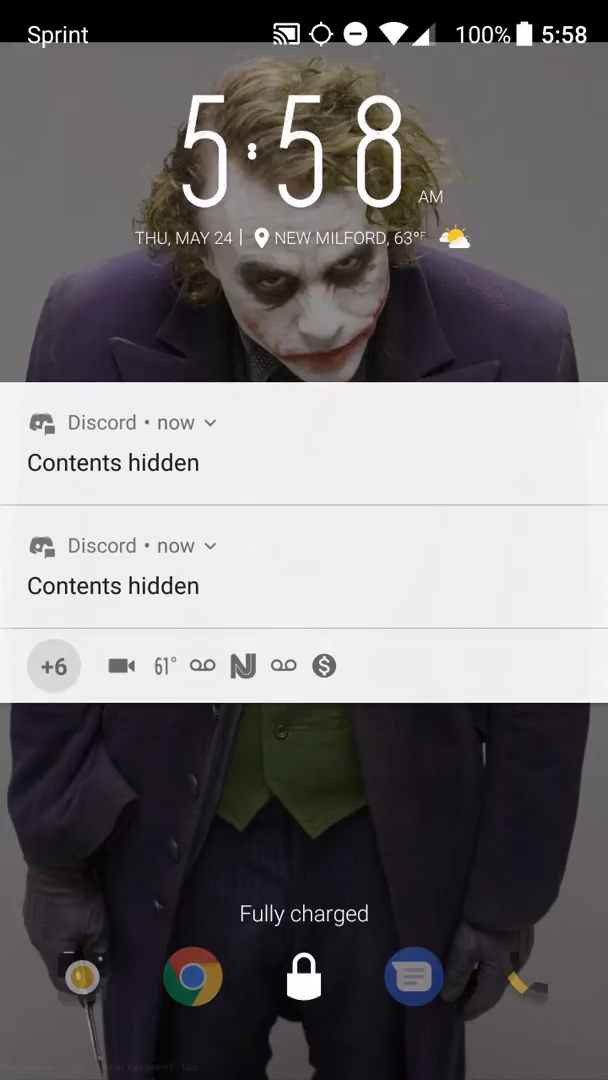 Sprint 100% 5:58
5:58 AM
THU, MAY 24 | NEW MILFORD, 63°F
Discord • now
Contents hidden
Discord • now
Contents hidden
+6 61°
Fully charged